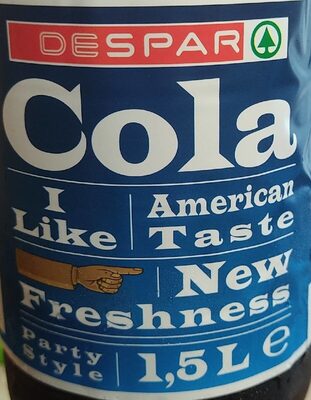 DESPAR
Cola
I Like
American Taste
New
Freshness
Party Style
1,5 L e